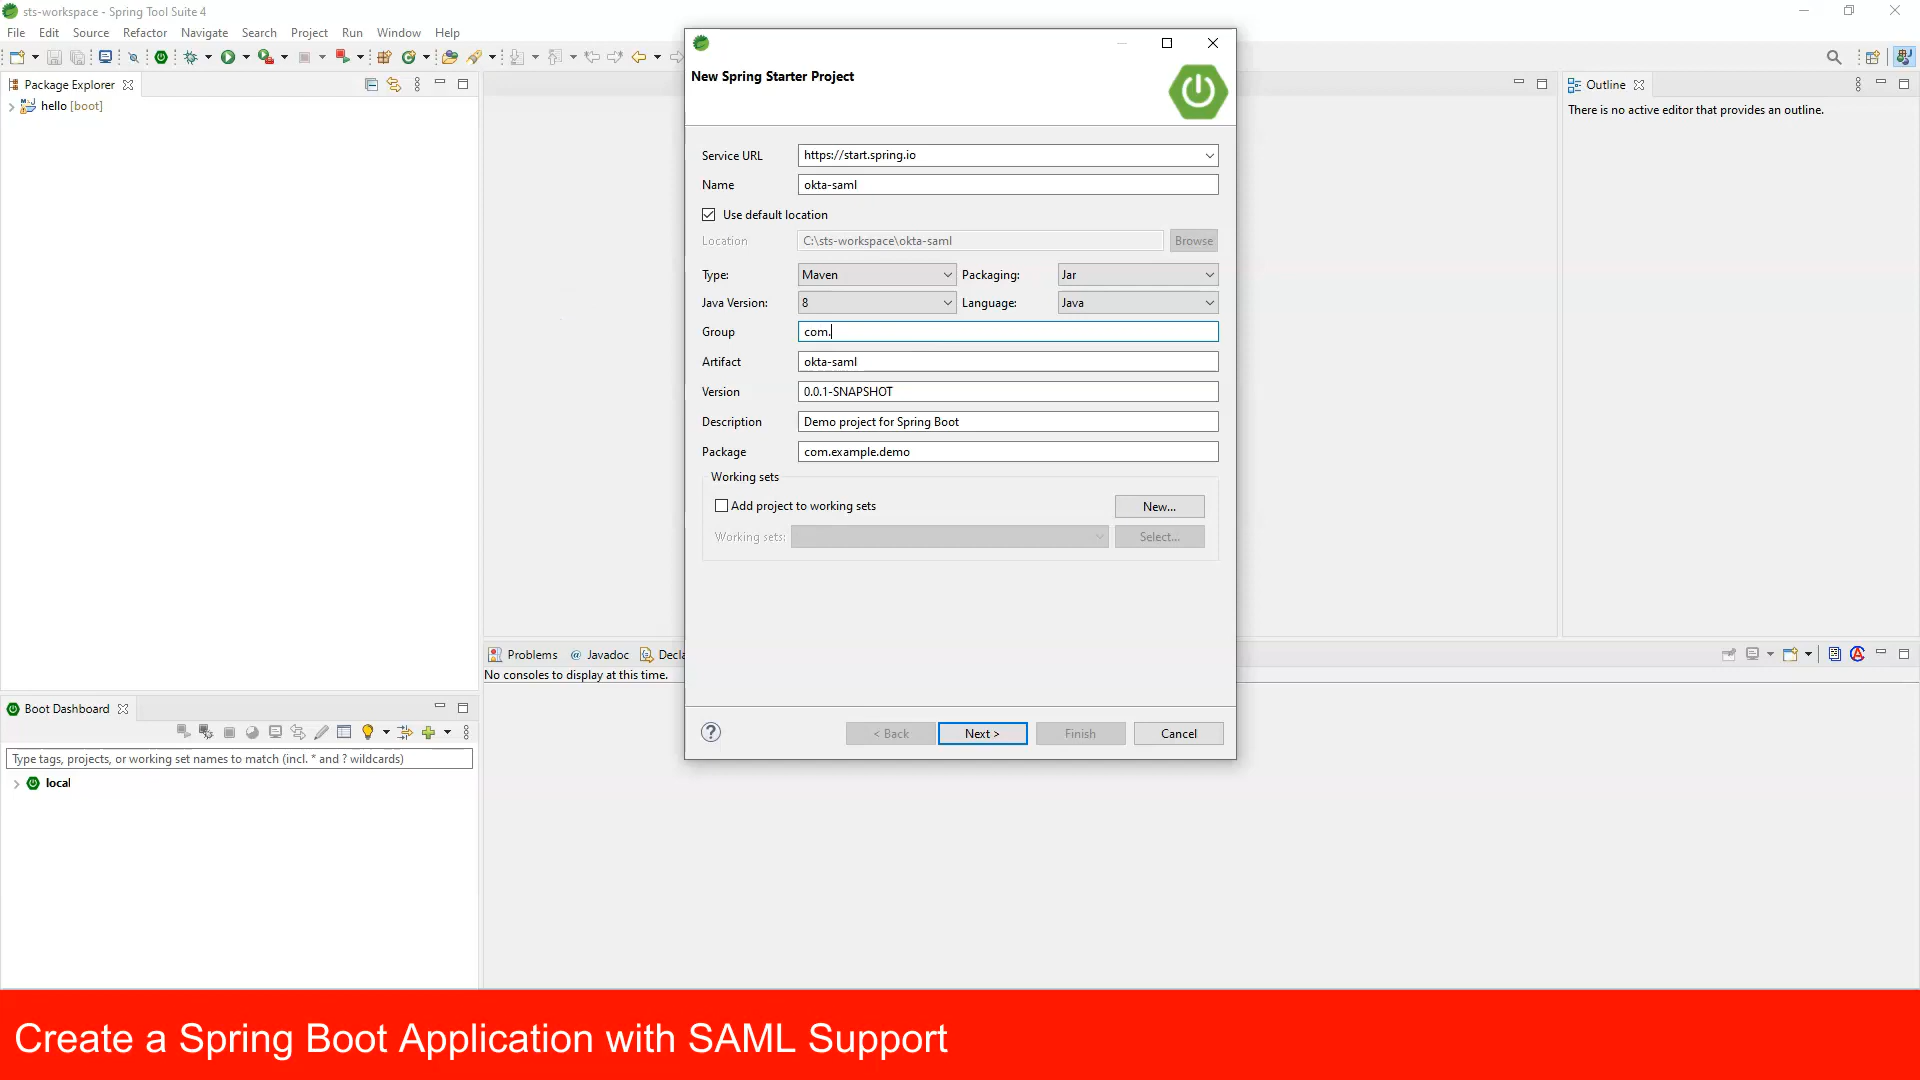 sts-workspace - Spring Tool Suite 4
File Edit Source Refactor Navigate Search Project Run Window Help
Package Explorer
hello [boot]
New Spring Starter Project
Service URL https://start.spring.io
Name okta-saml
Use default location
Location C:\sts-workspace\okta-saml Browse
Type: Maven Packaging: Jar
Java Version: 8 Language: Java
Group com.
Artifact okta-saml
Version 0.0.1-SNAPSHOT
Description Demo project for Spring Boot
Package com.example.demo
Working sets
Add project to working sets New...
Working sets: Select...
< Back Next > Finish Cancel
Outline
There is no active editor that provides an outline.
Problems @ Javadoc Decla
No consoles to display at this time.
Boot Dashboard
Type tags, projects, or working set names to match (incl. * and ? wildcards)
local
Create a Spring Boot Application with SAML Support